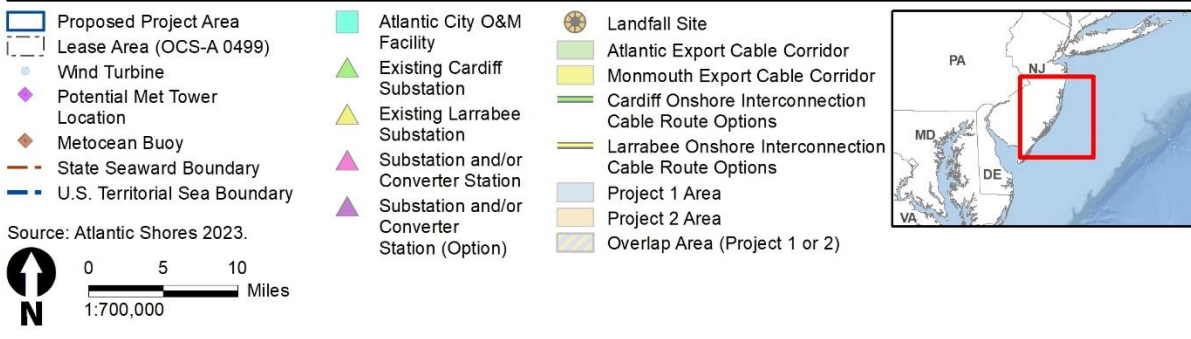 Proposed Project Area
Lease Area (OCS-A 0499)
Wind Turbine
Potential Met Tower
Location
Metocean Buoy
State Seaward Boundary
U.S. Territorial Sea Boundary
Source: Atlantic Shores 2023.
N
0 5 10
Miles
1:700,000
Atlantic City O&M
Facility
Existing Cardiff
Substation
Existing Larrabee
Substation
Substation and/or
Converter Station
Substation and/or
Converter
Station (Option)
Landfall Site
Atlantic Export Cable Corridor
Monmouth Export Cable Corridor
Cardiff Onshore Interconnection
Cable Route Options
Larrabee Onshore Interconnection
Cable Route Options
Project 1 Area
Project 2 Area
Overlap Area (Project 1 or 2)
PA
NJ
MD
DE
VA